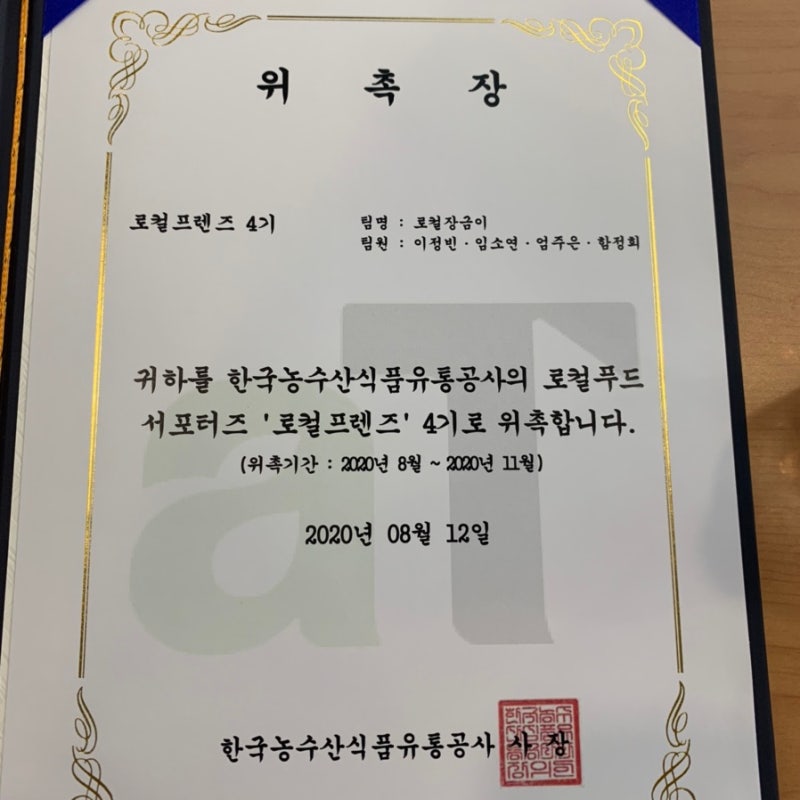 위 촉 장
로컬프렌즈 4기
팀명 : 로컬장금이
팀원 : 이정빈 · 임소연 · 엄주은 · 함정희
aT
귀하를 한국농수산식품유통공사의 로컬푸드
서포터즈 '로컬프렌즈' 4기로 위촉합니다.
(위촉기간 : 2020년 8월 ~ 2020년 11월)
2020년 08월 12일
한국농수산식품유통공사 사 장